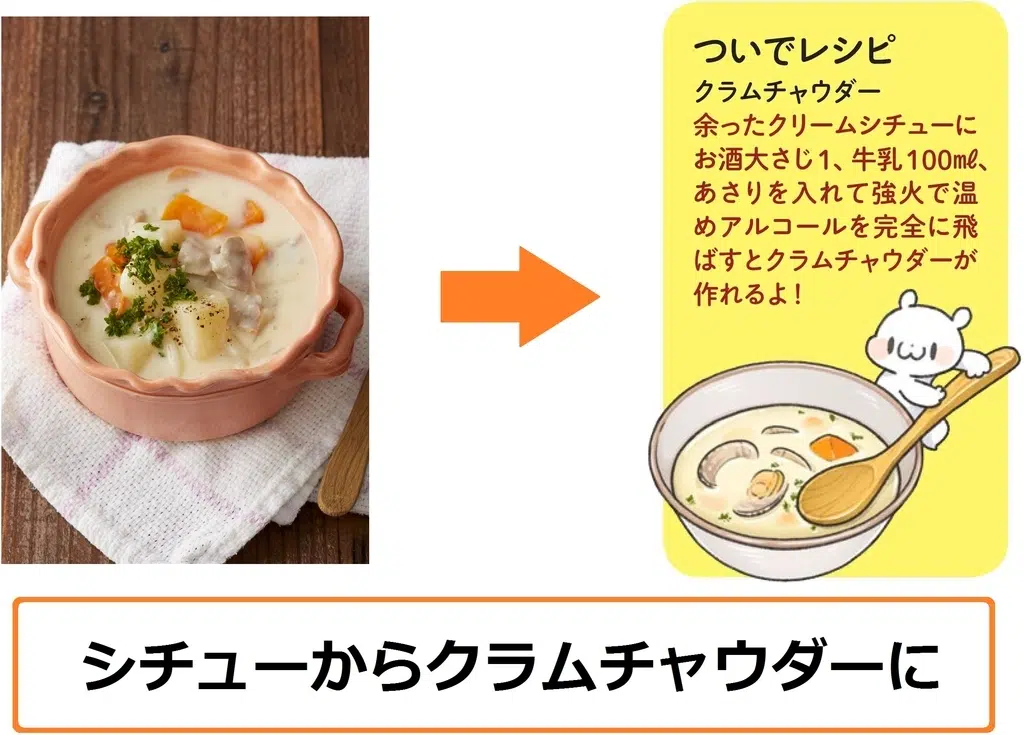 ついでレシピ
クラムチャウダー
余ったクリームシチューに
お酒大さじ1、牛乳100㎖、
あさりを入れて強火で温
めアルコールを完全に飛
ばすとクラムチャウダーが
作れるよ！
シチューからクラムチャウダーに